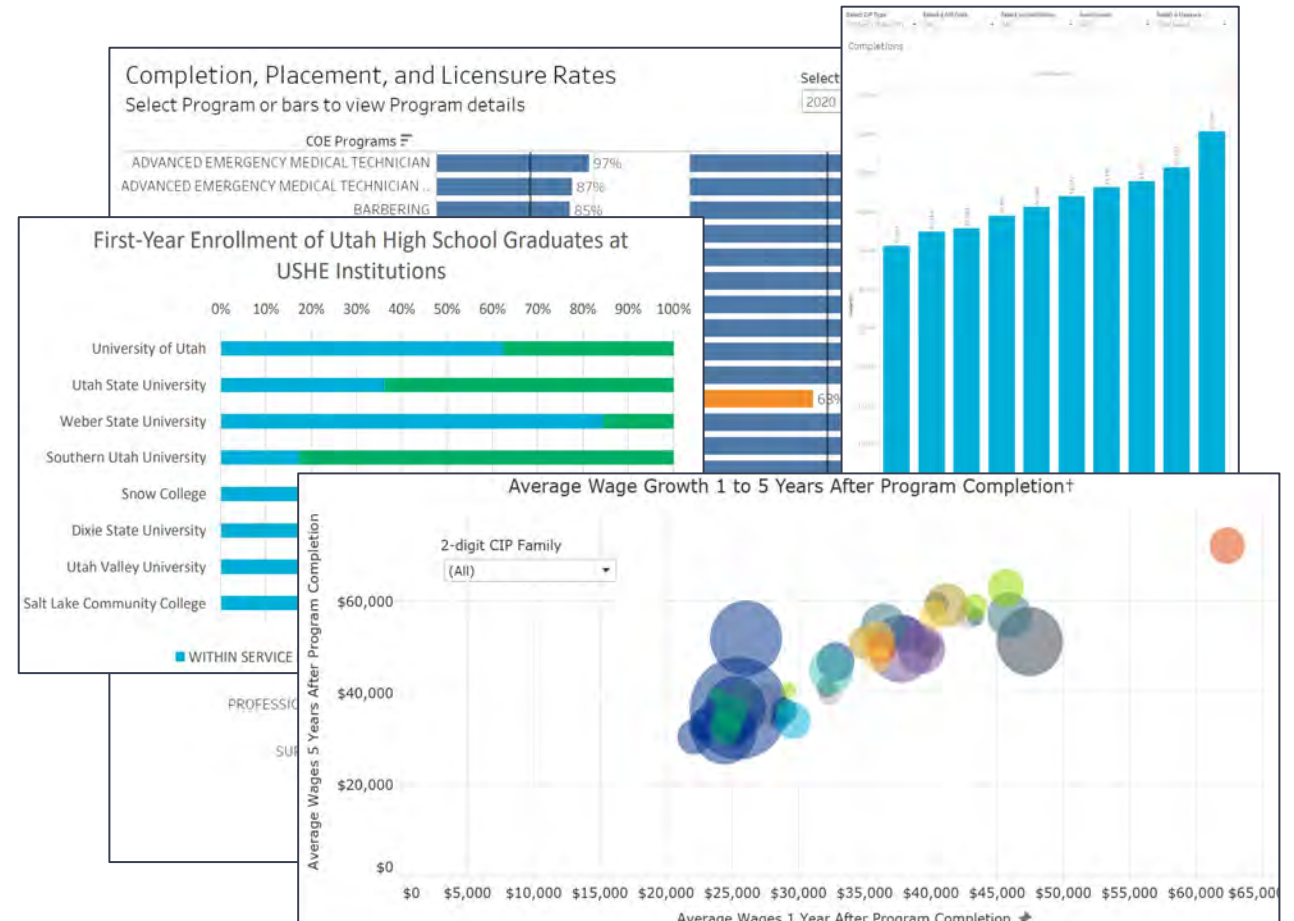 Completions
Completion, Placement, and Licensure Rates
Select Program or bars to view Program details
Select
2020
COE Programs
ADVANCED EMERGENCY MEDICAL TECHNICIAN
97%
ADVANCED EMERGENCY MEDICAL TECHNICIAN ..
87%
BARBERING
85%
68%
First-Year Enrollment of Utah High School Graduates at
USHE Institutions
0% 10% 20% 30% 40% 50% 60% 70% 80% 90% 100%
University of Utah
Utah State University
Weber State University
Southern Utah University
Snow College
Dixie State University
Utah Valley University
Salt Lake Community College
WITHIN SERVICE
PROFESSIO
SUR
Average Wage Growth 1 to 5 Years After Program Completion†
2-digit CIP Family
(All)
Average Wages 5 Years After Program Completion
$60,000
$40,000
$20,000
$0
$0 $5,000 $10,000 $15,000 $20,000 $25,000 $30,000 $35,000 $40,000 $45,000 $50,000 $55,000 $60,000 $65,0
Average Wages 1 Year After Program Completion